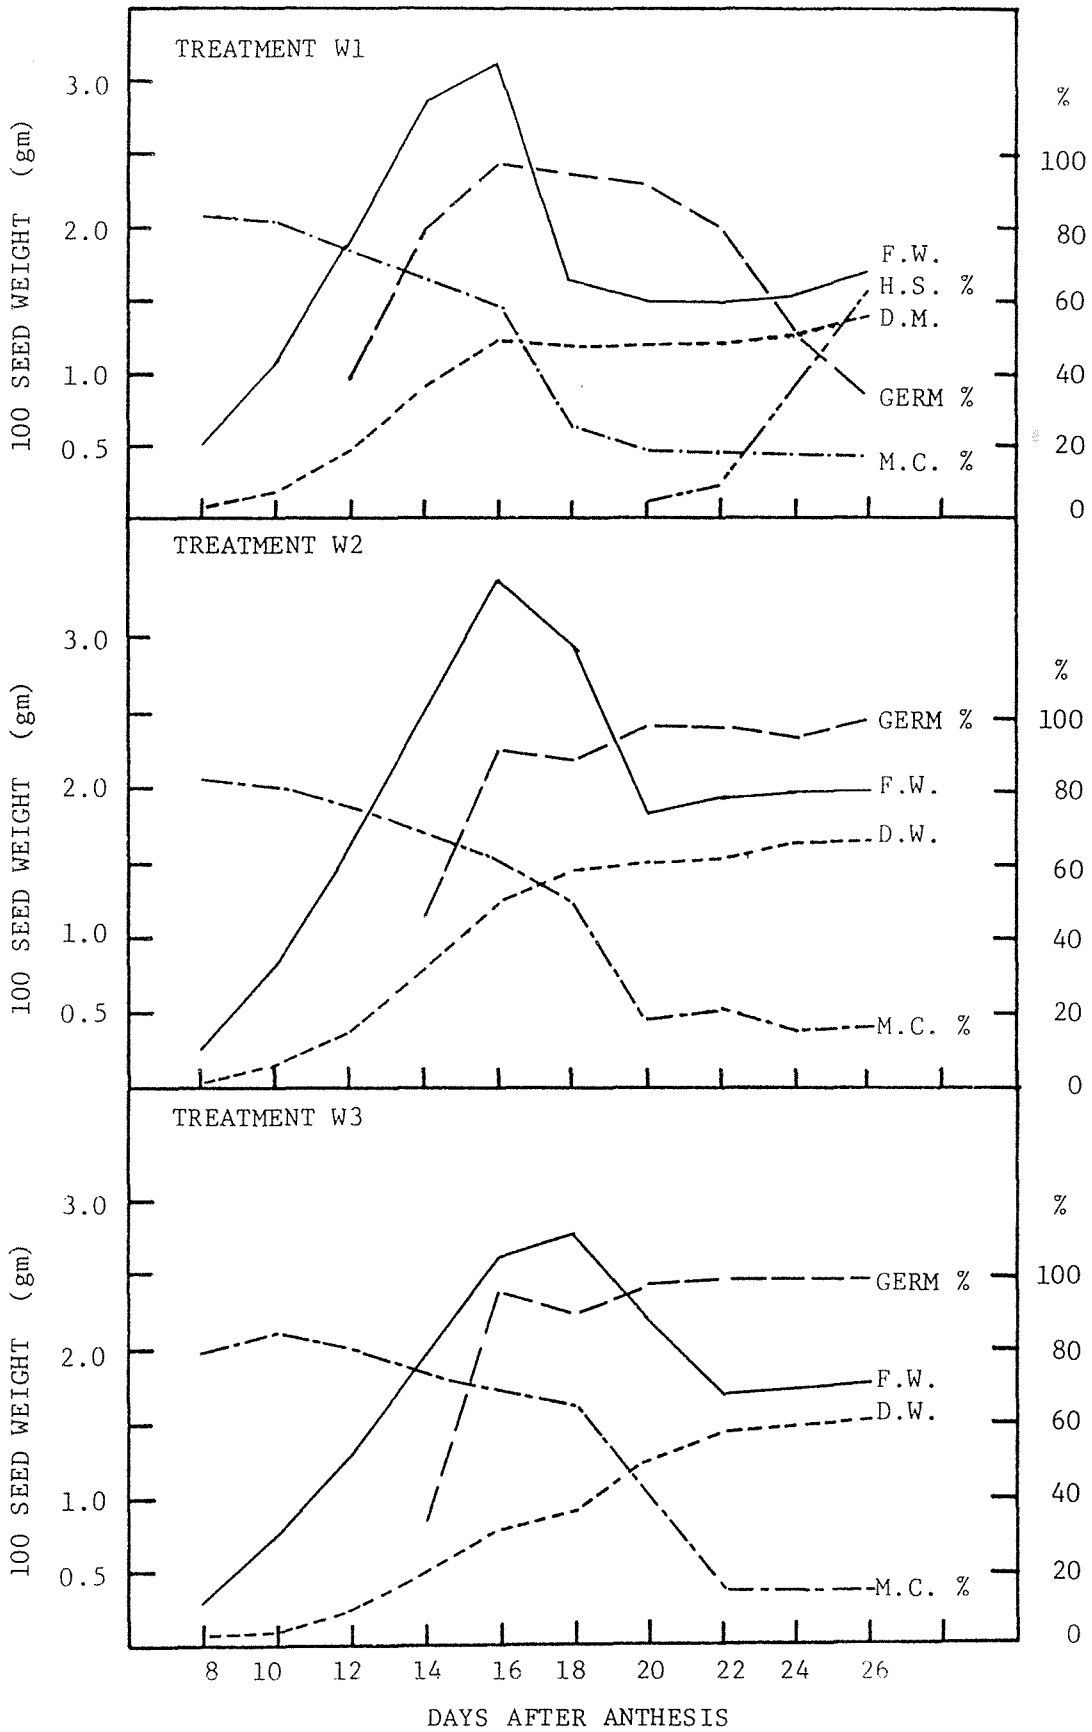 TREATMENT W1
100 SEED WEIGHT (gm)
3.0
2.0
1.0
0.5
%
100
80
60
40
20
0
F.W.
H.S. %
D.M.
GERM %
M.C. %
TREATMENT W2
100 SEED WEIGHT (gm)
3.0
2.0
1.0
0.5
%
100
80
60
40
20
0
GERM %
F.W.
D.W.
M.C. %
TREATMENT W3
100 SEED WEIGHT (gm)
3.0
2.0
1.0
0.5
%
100
80
60
40
20
0
GERM %
F.W.
D.W.
M.C. %
8 10 12 14 16 18 20 22 24 26
DAYS AFTER ANTHESIS